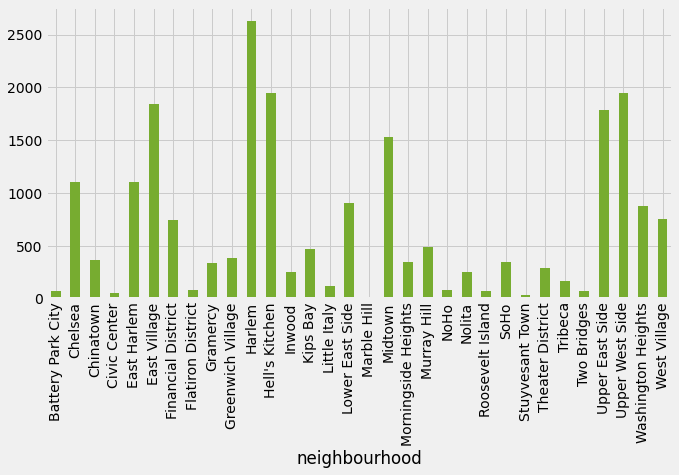 2500
2000
1500
1000
500
0
Battery Park City
Chelsea
Chinatown
Civic Center
East Harlem
East Village
Financial District
Flatiron District
Gramercy
Greenwich Village
Harlem
Hell's Kitchen
Inwood
Kips Bay
Little Italy
Lower East Side
Marble Hill
Midtown
Morningside Heights
Murray Hill
NoHo
Nolita
Roosevelt Island
SoHo
Stuyvesant Town
Theater District
Tribeca
Two Bridges
Upper East Side
Upper West Side
Washington Heights
West Village
neighbourhood